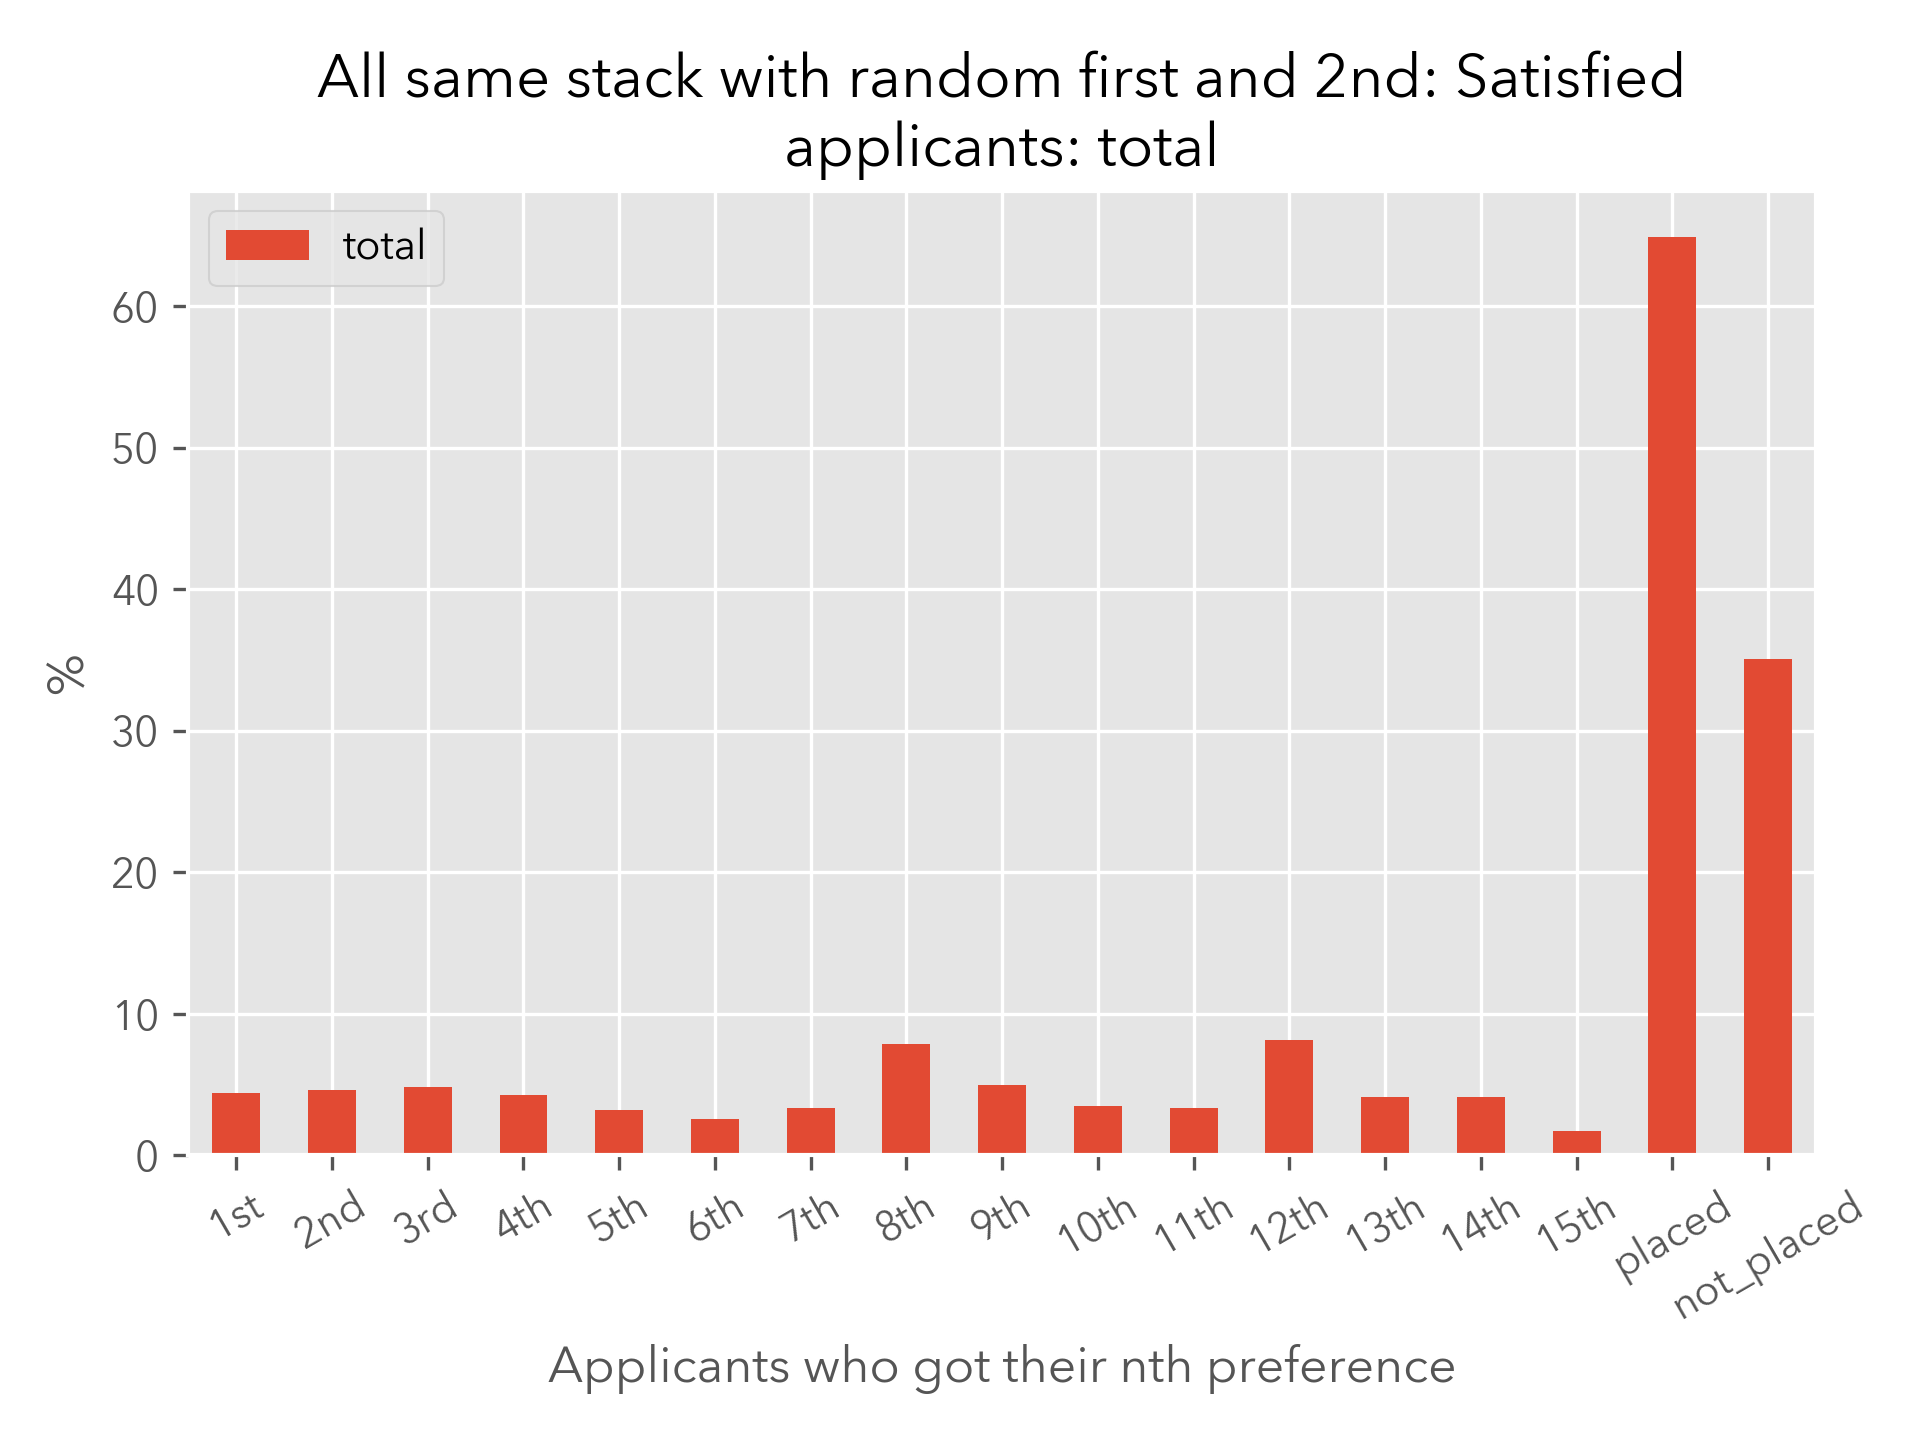 All same stack with random first and 2nd: Satisfied
applicants: total
total
60
50
40
30
20
10
0
%
1st 2nd 3rd 4th 5th 6th 7th 8th 9th 10th 11th 12th 13th 14th 15th placed not_placed
Applicants who got their nth preference